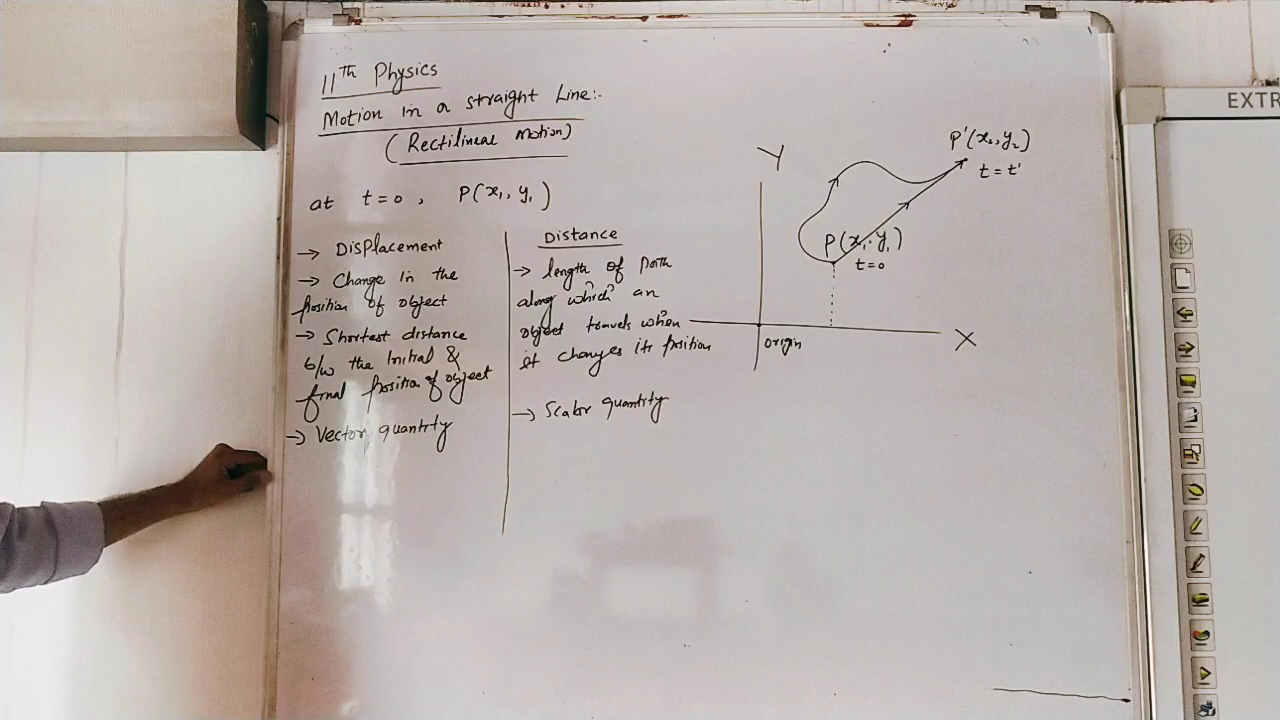 11th Physics
Motion in a straight Line:-
(Rectilinear Motion)
at t=0, P(x₁, y₁)
→ Displacement
→ Change in the
position of object
→ Shortest distance
b/w the Initial &
final position of object
→ Vector quantity
Distance
→ length of Path
along which an
object travels when
it changes its position
→ Scalar quantity
Y
P'(x₂, y₂)
t = t'
P(x₁, y₁)
t=0
origin
X
EXTR